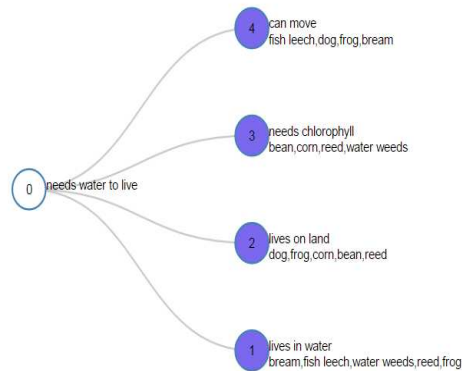 4
can move
fish leech,dog,frog,bream
3
needs chlorophyll
bean,corn,reed,water weeds
0
needs water to live
2
lives on land
dog,frog,corn,bean,reed
1
lives in water
bream,fish leech,water weeds,reed,frog